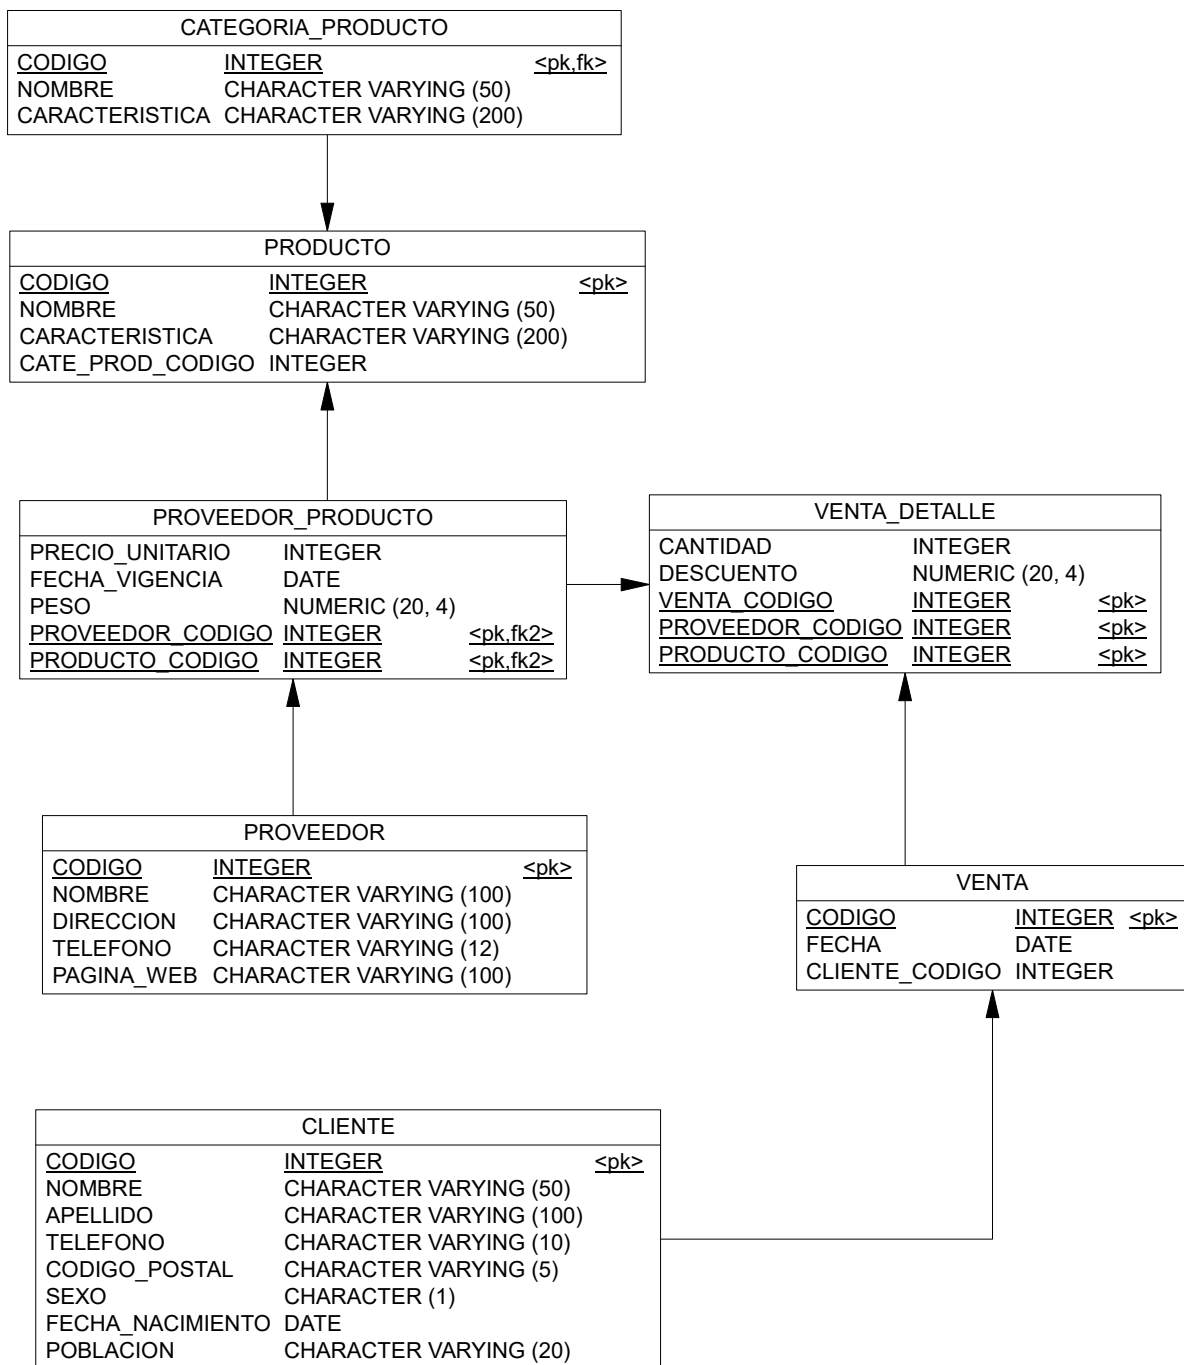 CATEGORIA_PRODUCTO
CODIGO INTEGER <pk,fk>
NOMBRE CHARACTER VARYING (50)
CARACTERISTICA CHARACTER VARYING (200)
PRODUCTO
CODIGO INTEGER <pk>
NOMBRE CHARACTER VARYING (50)
CARACTERISTICA CHARACTER VARYING (200)
CATE_PROD_CODIGO INTEGER
PROVEEDOR_PRODUCTO
PRECIO_UNITARIO INTEGER
FECHA_VIGENCIA DATE
PESO NUMERIC (20, 4)
PROVEEDOR_CODIGO INTEGER <pk,fk2>
PRODUCTO_CODIGO INTEGER <pk,fk2>
VENTA_DETALLE
CANTIDAD INTEGER
DESCUENTO NUMERIC (20, 4)
VENTA_CODIGO INTEGER <pk>
PROVEEDOR_CODIGO INTEGER <pk>
PRODUCTO_CODIGO INTEGER <pk>
PROVEEDOR
CODIGO INTEGER <pk>
NOMBRE CHARACTER VARYING (100)
DIRECCION CHARACTER VARYING (100)
TELEFONO CHARACTER VARYING (12)
PAGINA_WEB CHARACTER VARYING (100)
VENTA
CODIGO INTEGER <pk>
FECHA DATE
CLIENTE_CODIGO INTEGER
CLIENTE
CODIGO INTEGER <pk>
NOMBRE CHARACTER VARYING (50)
APELLIDO CHARACTER VARYING (100)
TELEFONO CHARACTER VARYING (10)
CODIGO_POSTAL CHARACTER VARYING (5)
SEXO CHARACTER (1)
FECHA_NACIMIENTO DATE
POBLACION CHARACTER VARYING (20)